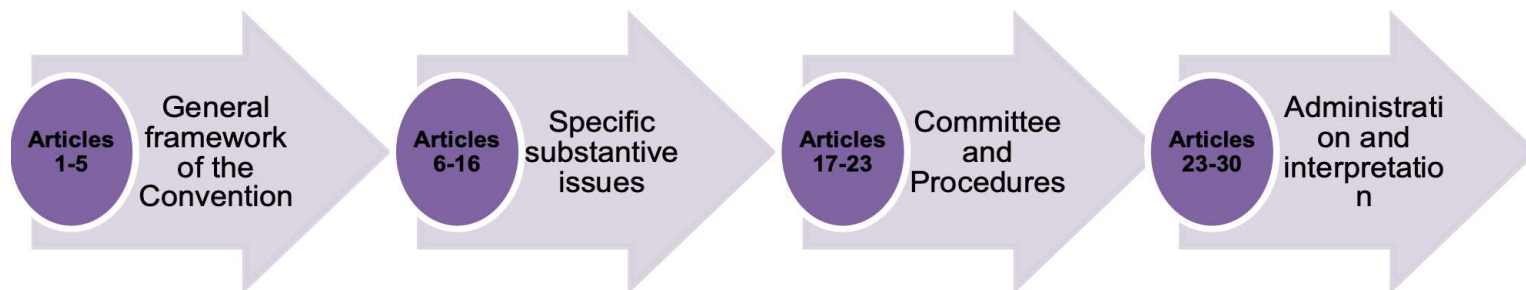 Articles
1-5
General
framework
of the
Convention
Articles
6-16
Specific
substantive
issues
Articles
17-23
Committee
and
Procedures
Articles
23-30
Administrati
on and
interpretatio
n